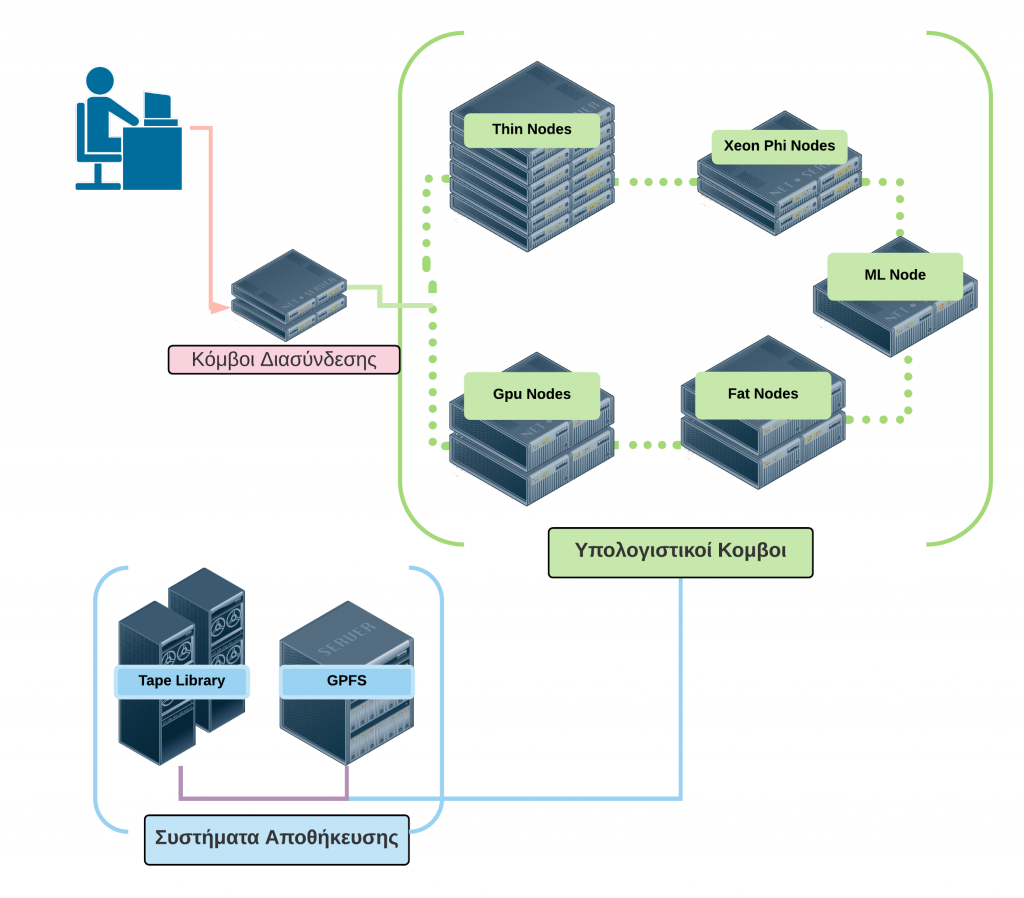 Thin Nodes
Xeon Phi Nodes
ML Node
Κόμβοι Διασύνδεσης
Gpu Nodes
Fat Nodes
Υπολογιστικοί Κομβοι
SERVER
Tape Library
GPFS
Συστήματα Αποθήκευσης